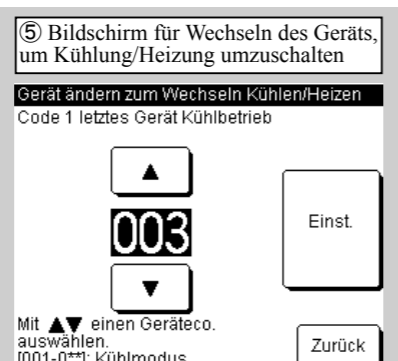 ⑤ Bildschirm für Wechseln des Geräts,
um Kühlung/Heizung umzuschalten
Gerät ändern zum Wechseln Kühlen/Heizen
Code 1 letztes Gerät Kühlbetrieb
▲
003
Einst.
▼
Mit ▲▼ einen Geräteco.
auswählen.
[001-0**]: Kühlmodus
Zurück